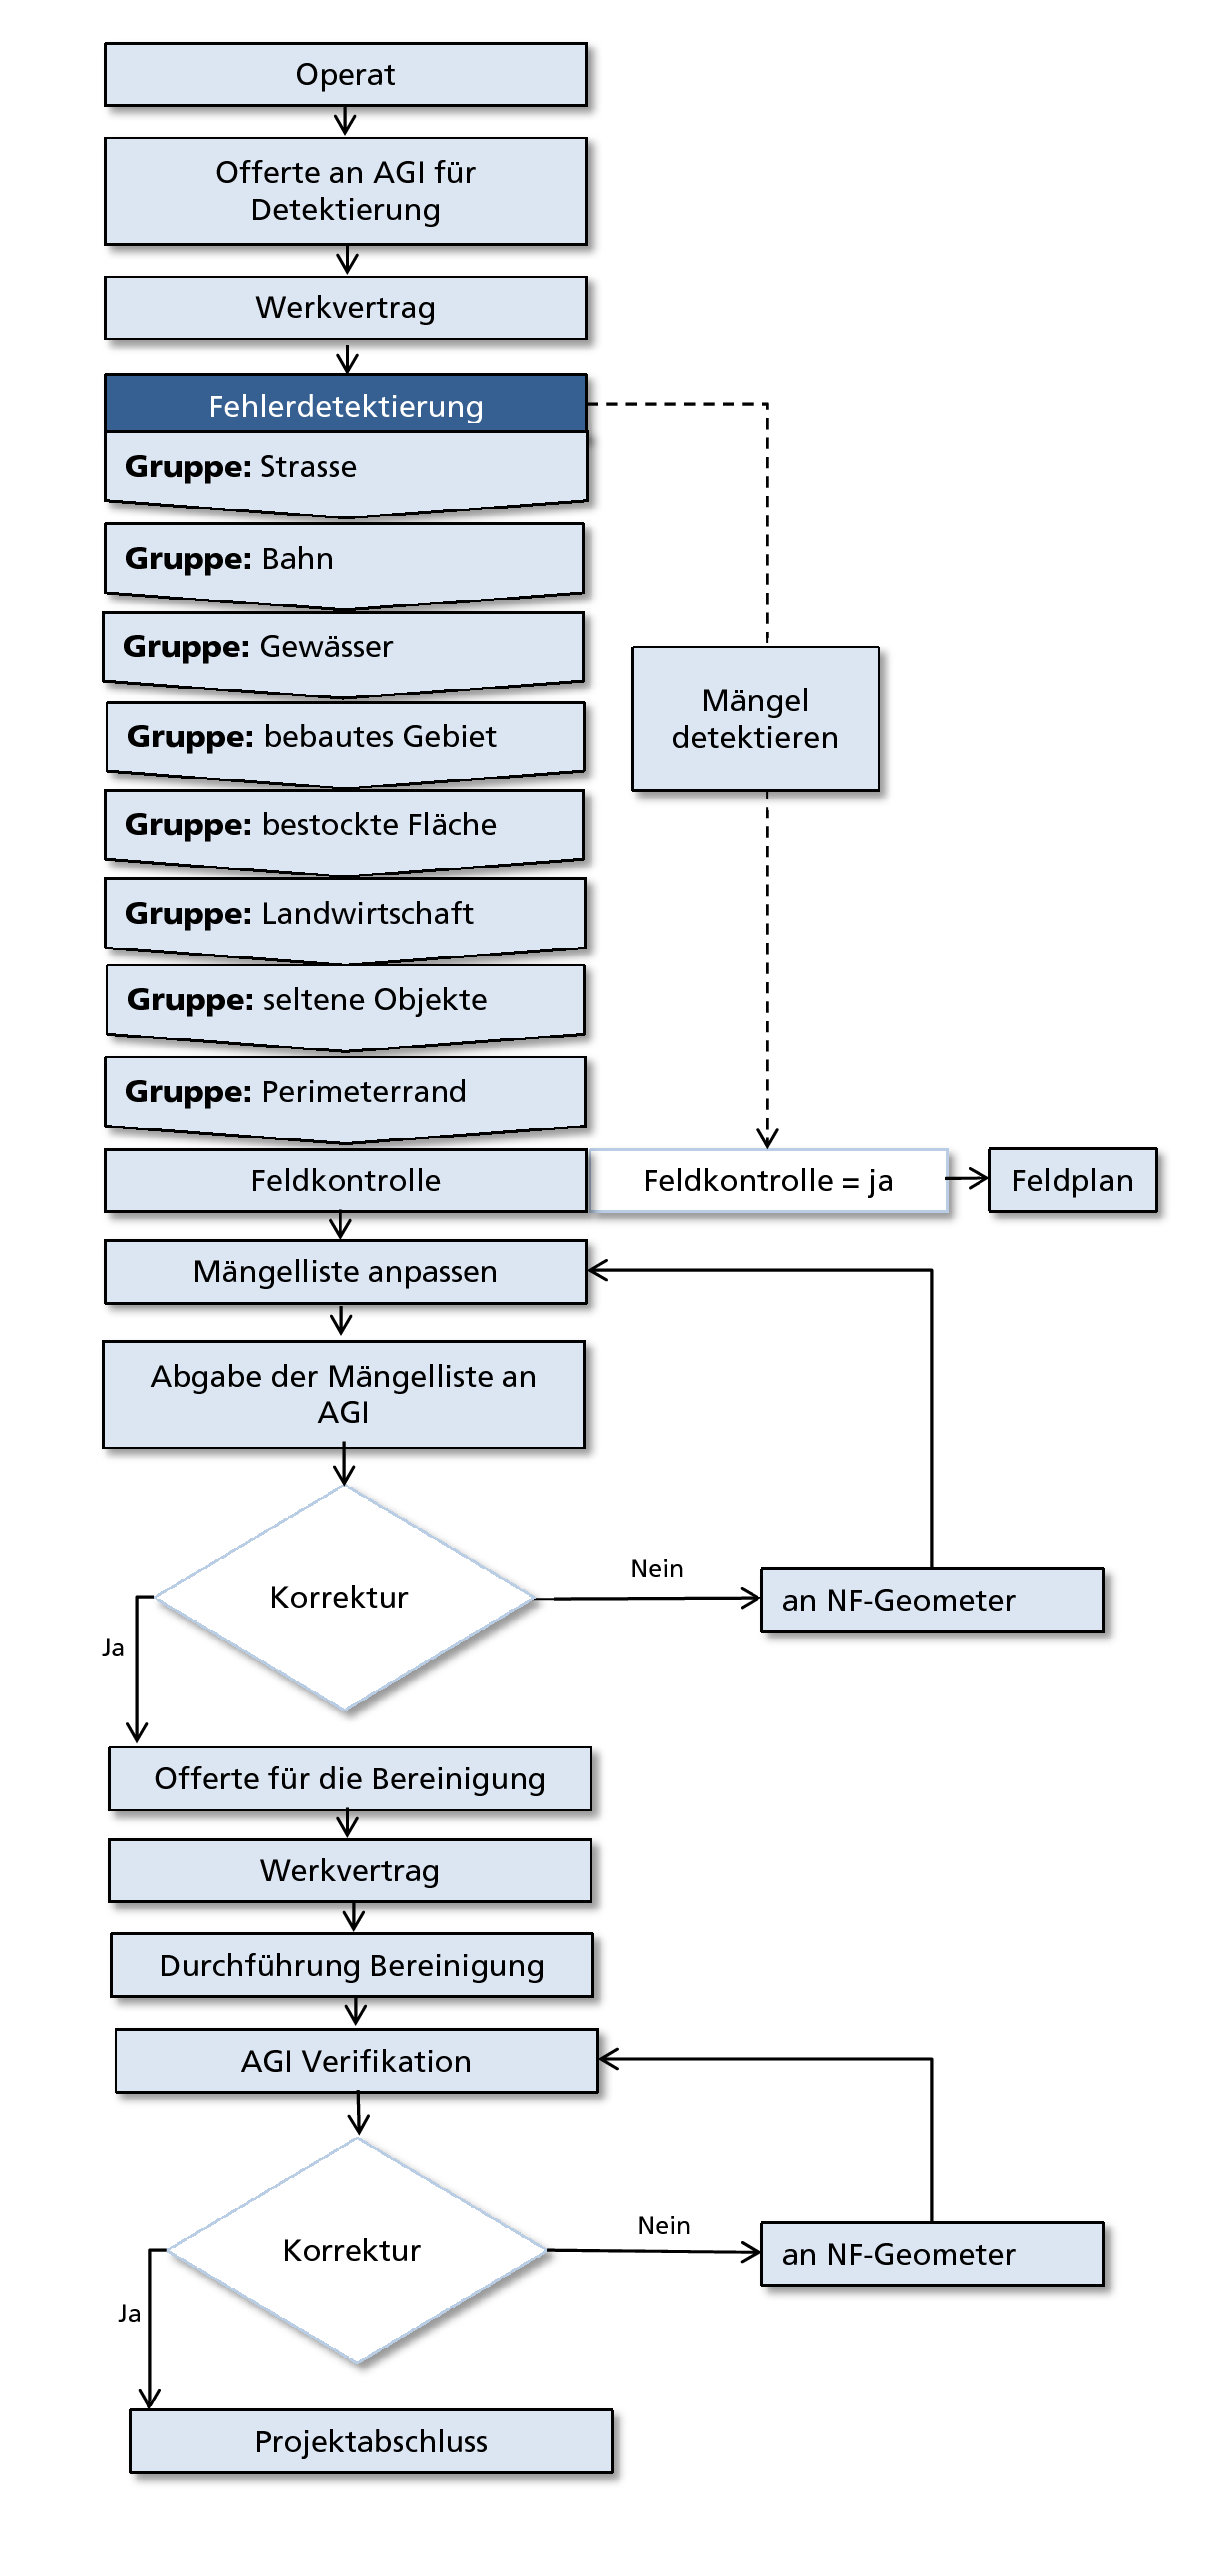 Operat
Offerte an AGI für
Detektierung
Werkvertrag
Fehlerdetektierung
Gruppe: Strasse
Gruppe: Bahn
Gruppe: Gewässer
Gruppe: bebautes Gebiet
Mängel
detektieren
Gruppe: bestockte Fläche
Gruppe: Landwirtschaft
Gruppe: seltene Objekte
Gruppe: Perimeterrand
Feldkontrolle
Feldkontrolle = ja
Feldplan
Mängelliste anpassen
Abgabe der Mängelliste an
AGI
Korrektur
Nein
an NF-Geometer
Ja
Offerte für die Bereinigung
Werkvertrag
Durchführung Bereinigung
AGI Verifikation
Korrektur
Nein
an NF-Geometer
Ja
Projektabschluss